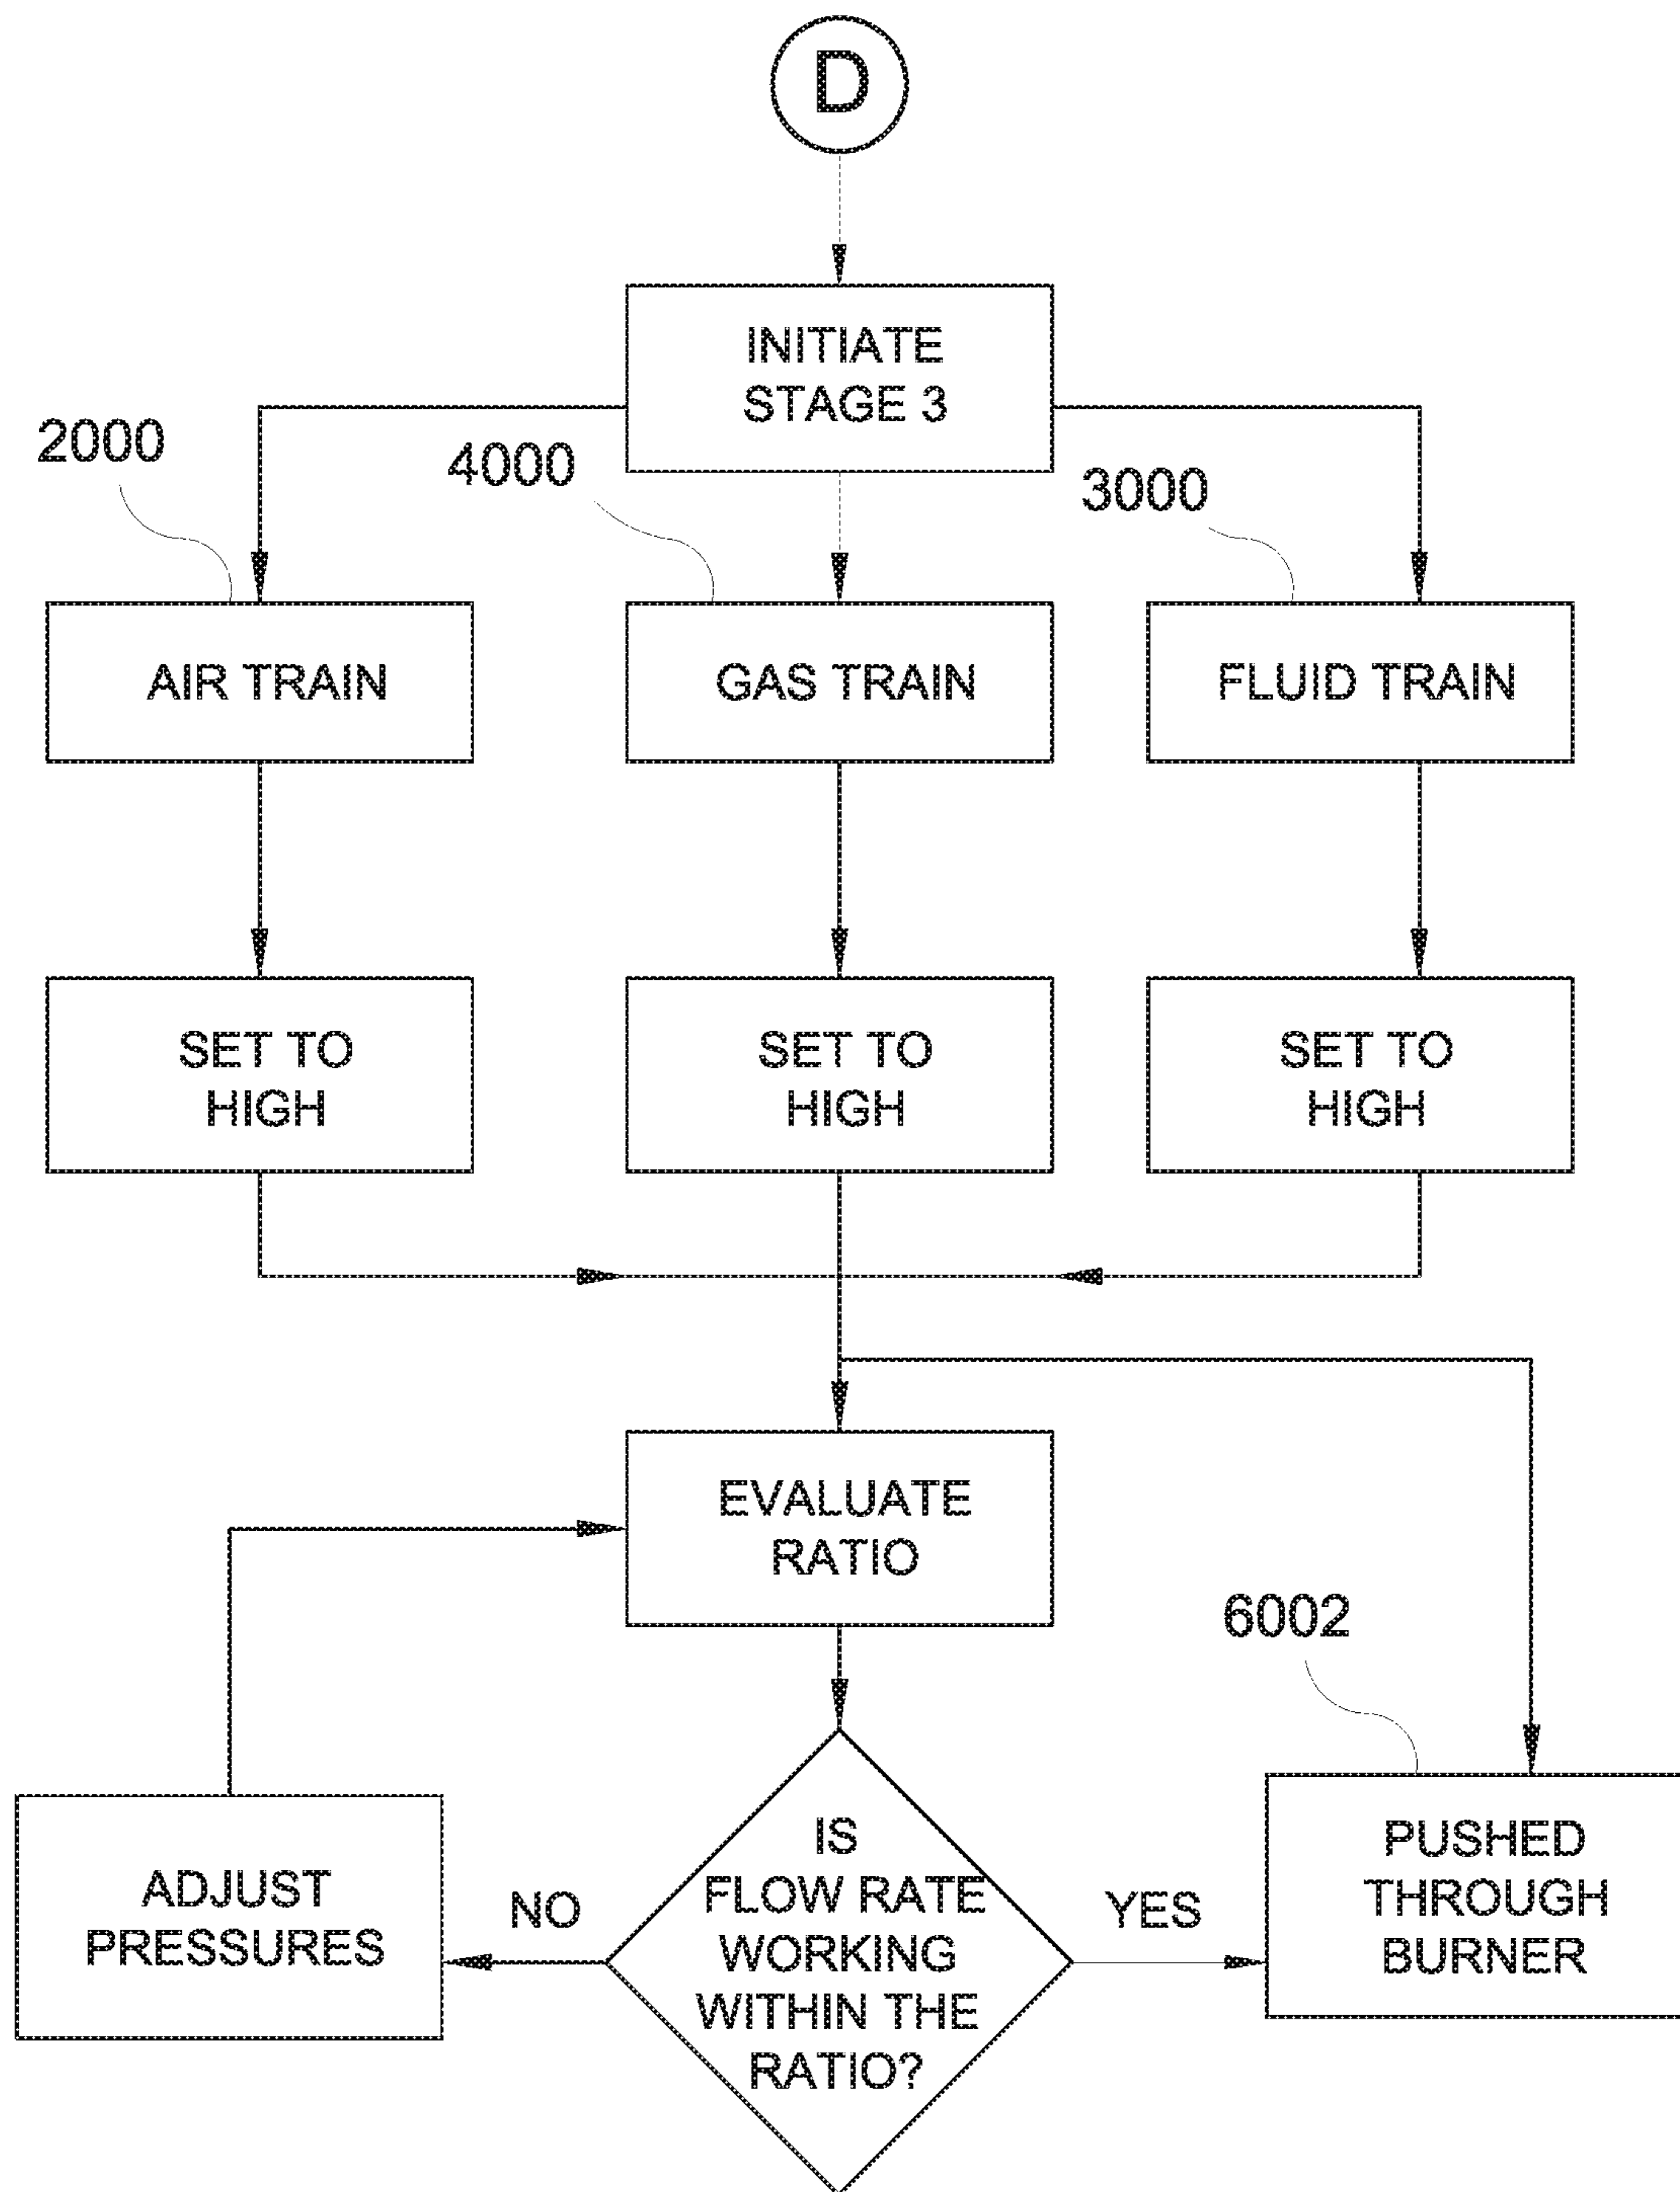 D
INITIATE
STAGE 3
2000
4000
3000
AIR TRAIN
GAS TRAIN
FLUID TRAIN
SET TO
HIGH
SET TO
HIGH
SET TO
HIGH
EVALUATE
RATIO
6002
ADJUST
PRESSURES
NO
IS
FLOW RATE
WORKING
WITHIN THE
RATIO?
YES
PUSHED
THROUGH
BURNER